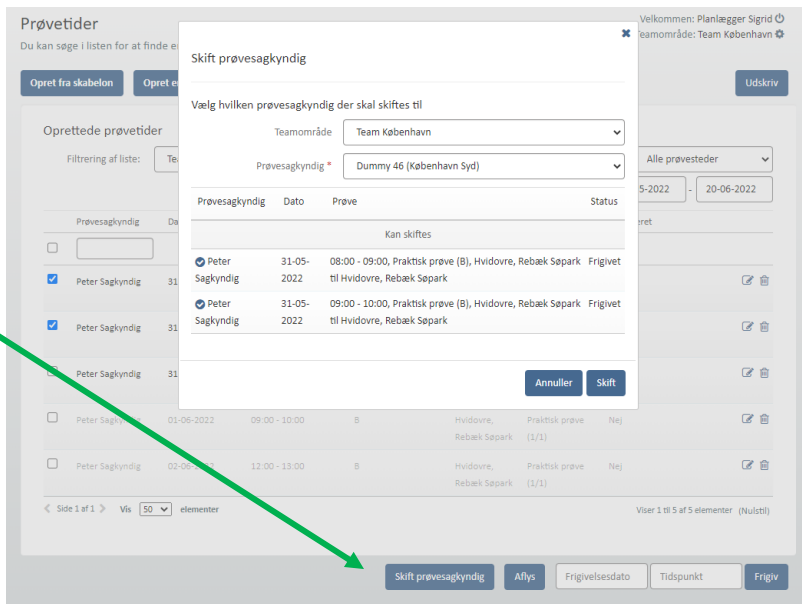 Prøvetider
Velkommen: Planlægger Sigrid
Teamområde: Team København
Du kan søge i listen for at finde
Opret fra skabelon
Opret
Udskriv
Skift prøvesagkyndig
Vælg hvilken prøvesagkyndig der skal skiftes til
Teamområde Team København
Prøvesagkyndig * Dummy 46 (København Syd)
Prøvesagkyndig Dato Prøve Status
Kan skiftes
Peter 31-05- 08:00 - 09:00, Praktisk prøve (B), Hvidovre, Rebæk Søpark Frigivet
Sagkyndig 2022 til Hvidovre, Rebæk Søpark
Peter 31-05- 09:00 - 10:00, Praktisk prøve (B), Hvidovre, Rebæk Søpark Frigivet
Sagkyndig 2022 til Hvidovre, Rebæk Søpark
Annuller Skift
Oprettede prøvetider
Filtrering af liste: Alle prøvesteder
5-2022 - 20-06-2022
Prøvesagkyndig Da
Peter Sagkyndig 31
Peter Sagkyndig 31
Peter Sagkyndig 31
Peter Sagkyndig 01-06-2022 09:00 - 10:00 B Hvidovre, Praktisk prøve Nej
Rebæk Søpark (1/1)
Peter Sagkyndig 02-06-2022 12:00 - 13:00 B Hvidovre, Praktisk prøve Nej
Rebæk Søpark (1/1)
Side 1 af 1 Vis 50 elementer Viser 1 til 5 af 5 elementer (Nulstil)
Skift prøvesagkyndig Aflys Frigivelsesdato Tidspunkt Frigiv